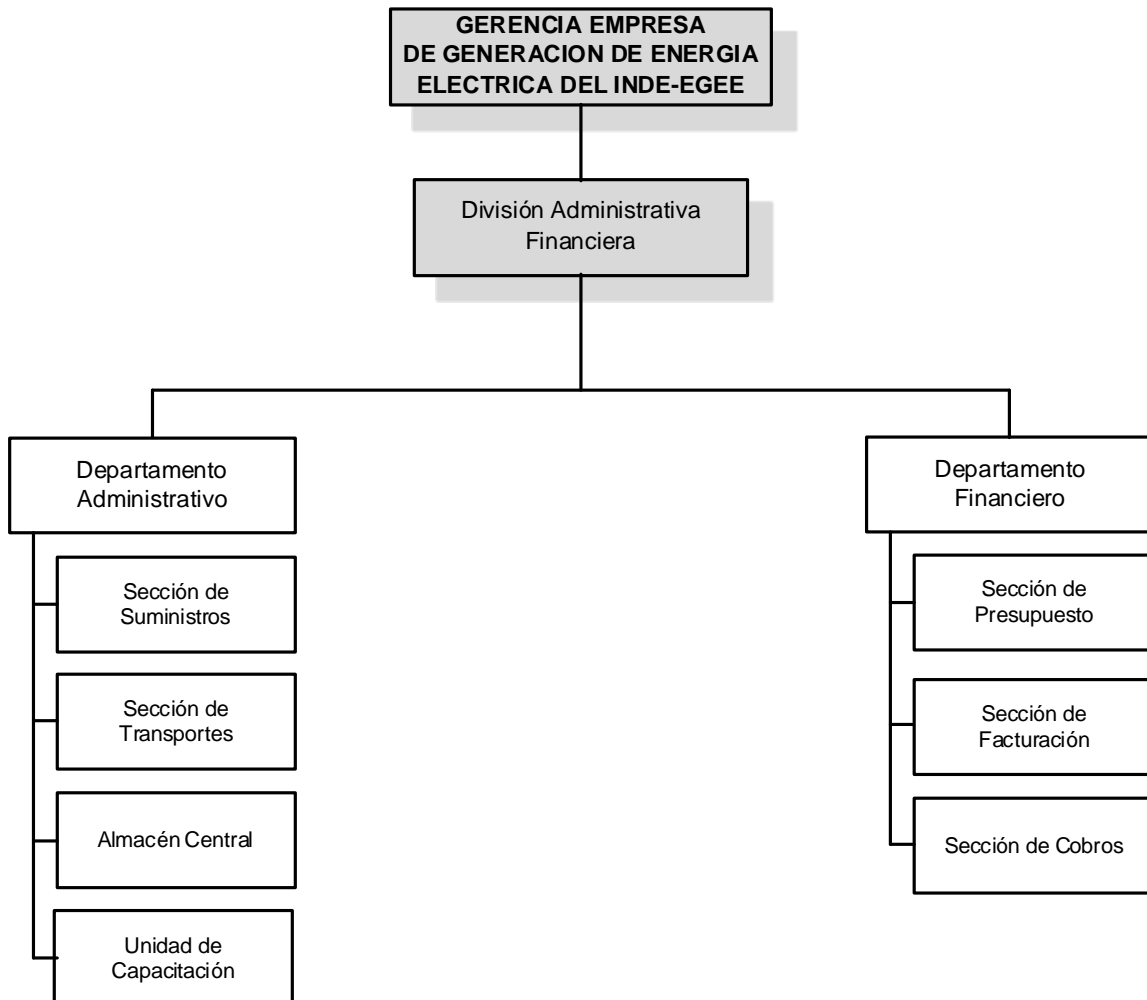 GERENCIA EMPRESA
DE GENERACION DE ENERGIA
ELECTRICA DEL INDE-EGEE
División Administrativa
Financiera
Departamento
Administrativo
Sección de
Suministros
Sección de
Transportes
Almacén Central
Unidad de
Capacitación
Departamento
Financiero
Sección de
Presupuesto
Sección de
Facturación
Sección de Cobros